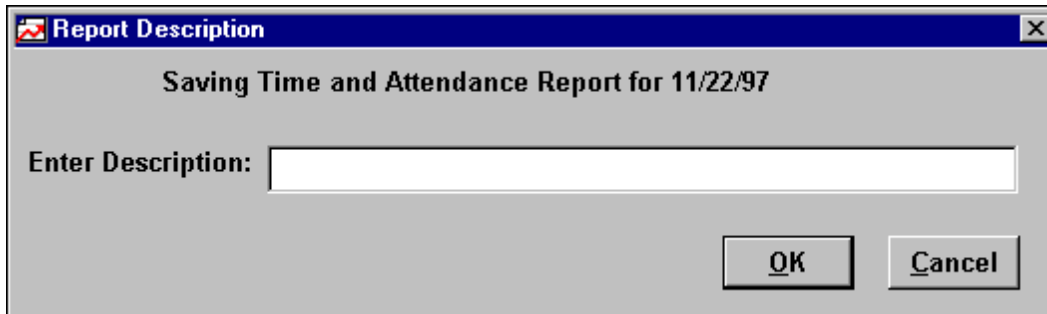 Report Description
Saving Time and Attendance Report for 11/22/97
Enter Description:
OK Cancel